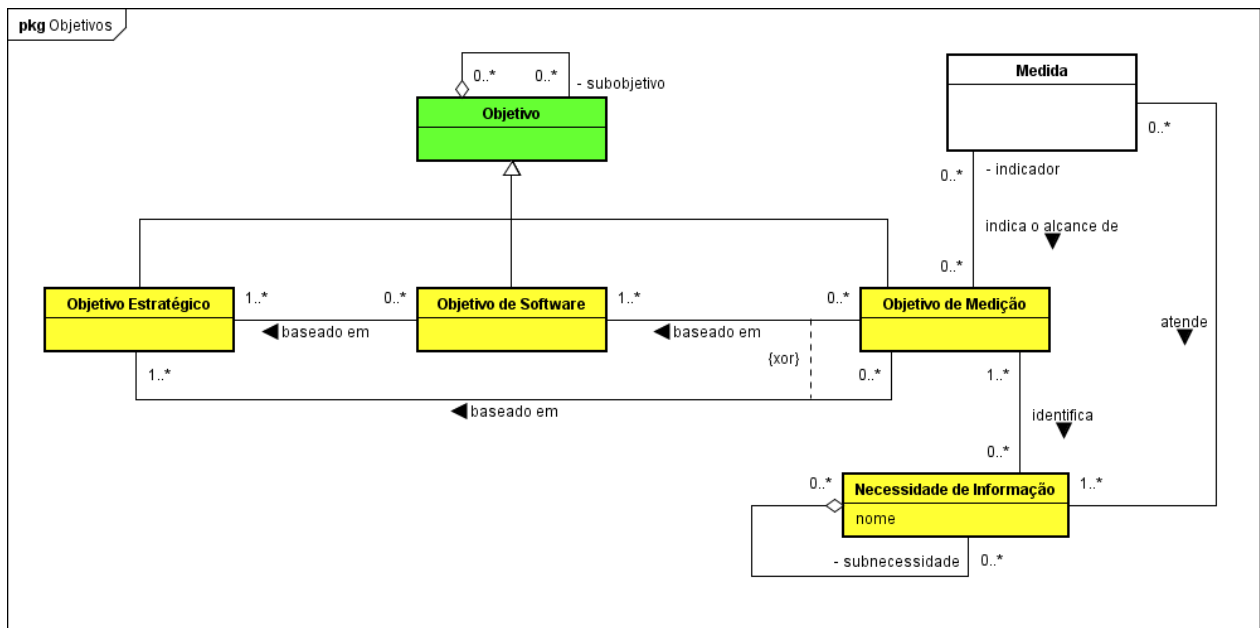 pkg Objetivos
0..* 0..*
- subobjetivo
Objetivo
Medida
0..*
0..*
- indicador
indica o alcance de
0..*
atende
Objetivo Estratégico
1..*
0..*
baseado em
Objetivo de Software
1..*
0..*
baseado em
Objetivo de Medição
{xor}
1..*
0..*
baseado em
1..*
identifica
0..*
0..*
Necessidade de Informação
nome
1..*
- subnecessidade
0..*